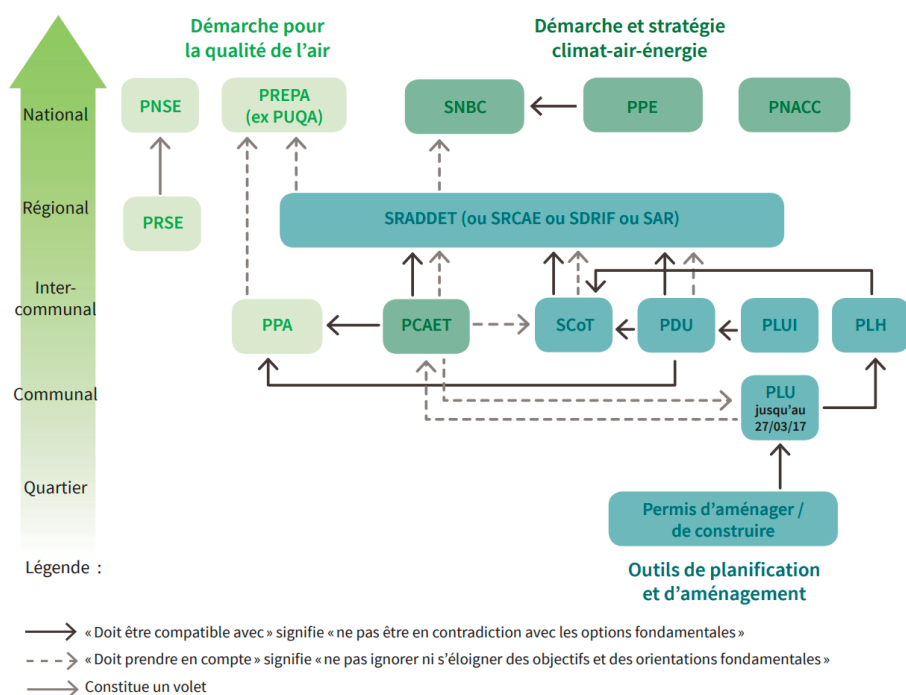 Démarche pour
la qualité de l’air
Démarche et stratégie
climat-air-énergie
National
PNSE
PREPA
(ex PUQA)
SNBC
PPE
PNACC
Régional
PRSE
SRADDET (ou SRCAE ou SDRIF ou SAR)
Inter-
communal
PPA
PCAET
SCoT
PDU
PLUI
PLH
Communal
PLU
jusqu’au
27/03/17
Quartier
Permis d’aménager /
de construire
Outils de planification
et d’aménagement
Légende :
« Doit être compatible avec » signifie « ne pas être en contradiction avec les options fondamentales »
« Doit prendre en compte » signifie « ne pas ignorer ni s’éloigner des objectifs et des orientations fondamentales »
Constitue un volet